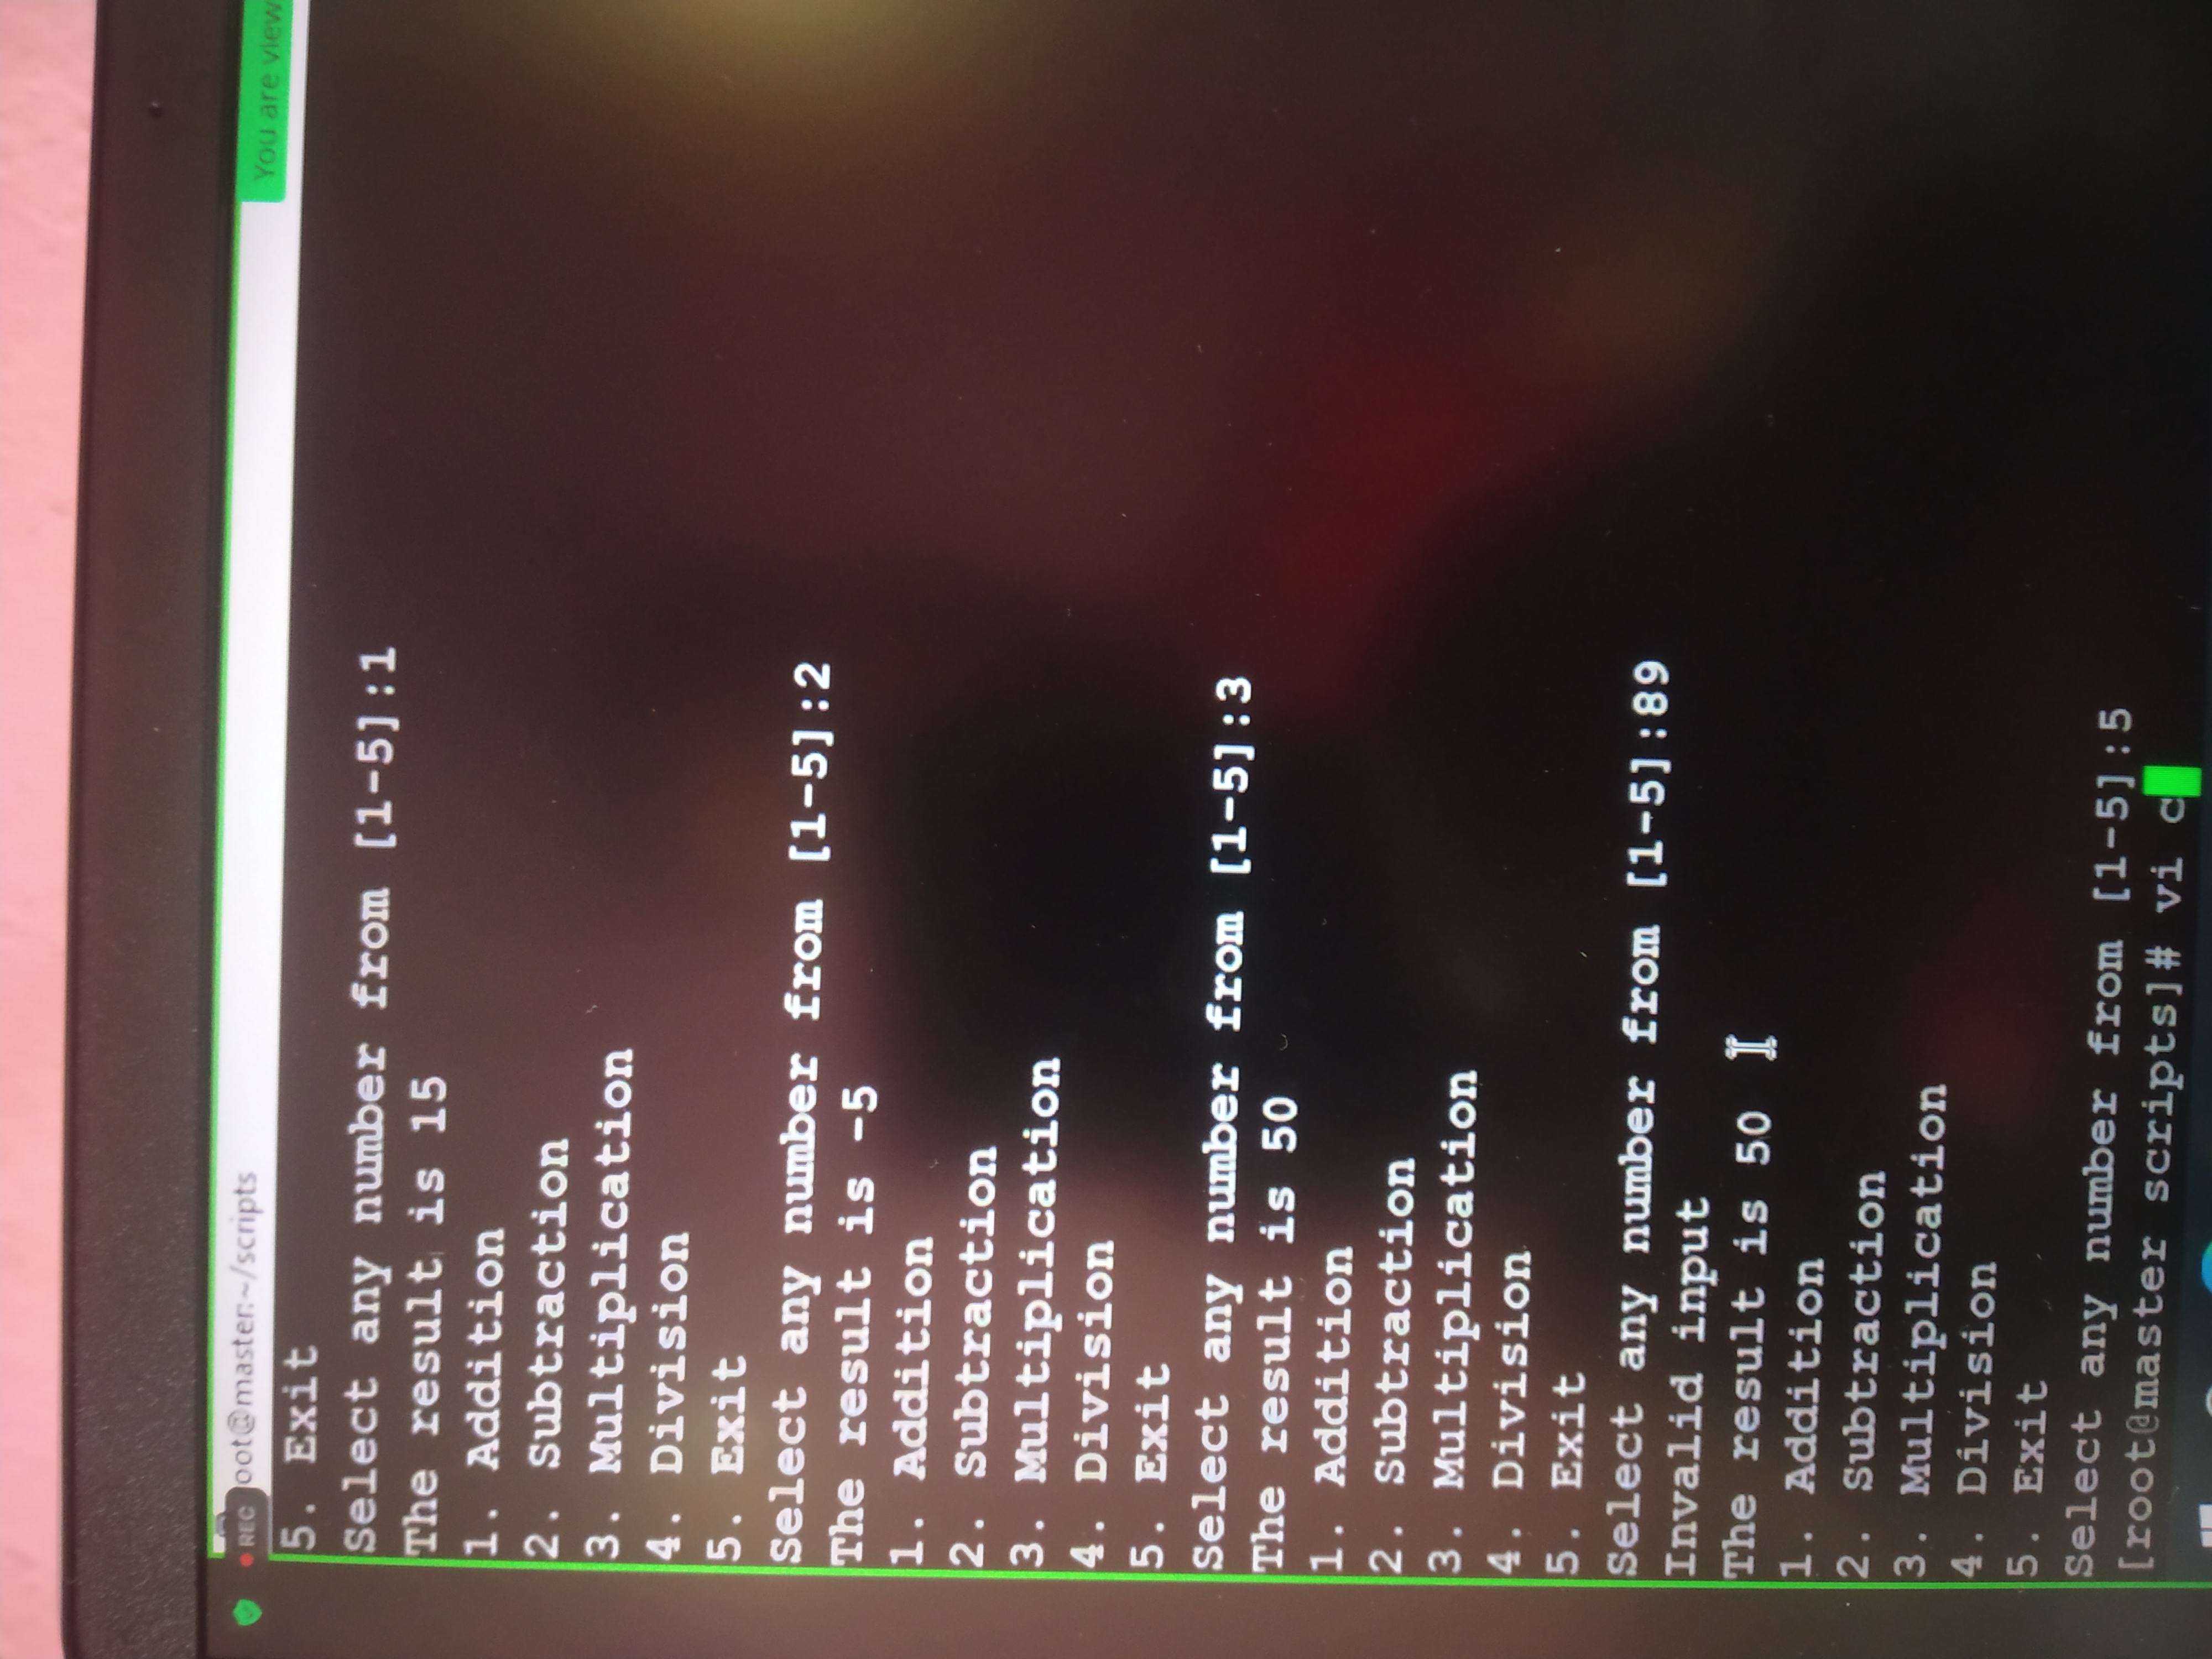 REC
oot@master:~/scripts
You are view
5. Exit
Select any number from [1-5]:1
The result is 15
1. Addition
2. Subtraction
3. Multiplication
4. Division
5. Exit
Select any number from [1-5]:2
The result is -5
1. Addition
2. Subtraction
3. Multiplication
4. Division
5. Exit
Select any number from [1-5]:3
The result is 50
1. Addition
2. Subtraction
3. Multiplication
4. Division
5. Exit
Select any number from [1-5]:89
Invalid input
The result is 50
1. Addition
2. Subtraction
3. Multiplication
4. Division
5. Exit
Select any number from [1-5]:5
[root@master scripts]# vi c